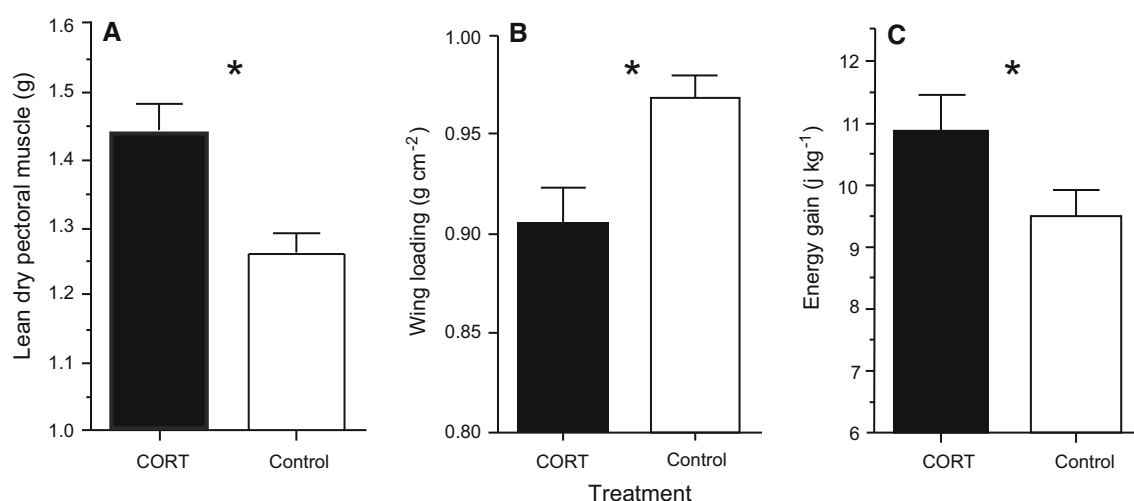 A
*
Lean dry pectoral muscle (g)
1.6
1.5
1.4
1.3
1.2
1.1
1.0
CORT
Control
B
*
Wing loading (g cm-2)
1.00
0.95
0.90
0.85
0.80
CORT
Control
Treatment
C
*
Energy gain (j kg-1)
12
11
10
9
8
7
6
CORT
Control